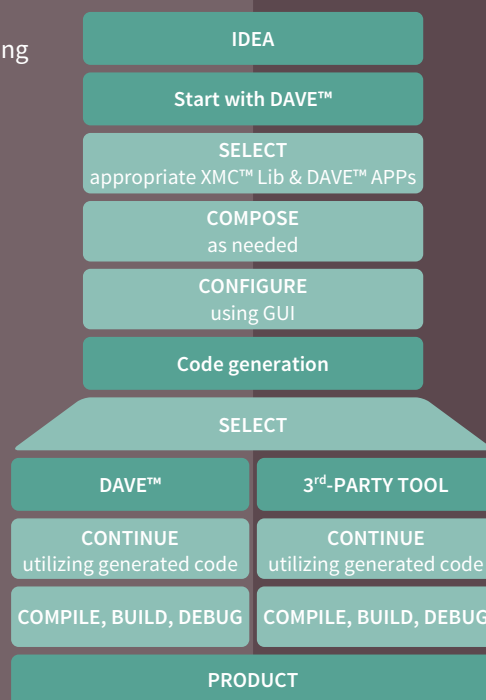 ng
IDEA
Start with DAVE™
SELECT
appropriate XMC™ Lib & DAVE™ APPs
COMPOSE
as needed
CONFIGURE
using GUI
Code generation
SELECT
DAVE™
3rd-PARTY TOOL
CONTINUE
utilizing generated code
CONTINUE
utilizing generated code
COMPILE, BUILD, DEBUG
COMPILE, BUILD, DEBUG
PRODUCT